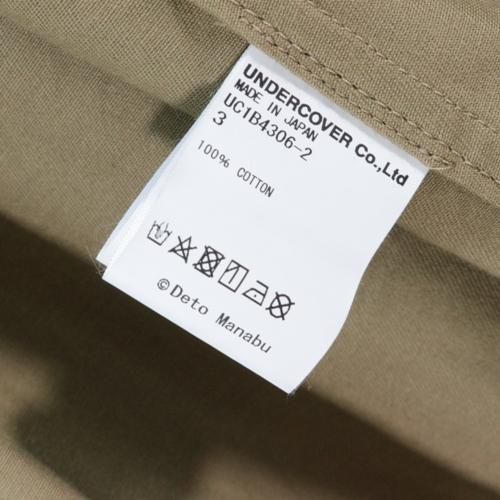 UNDERCOVER Co.,Ltd
MADE IN JAPAN
UC1B4306-2
3
100% COTTON
©Deto Manabu